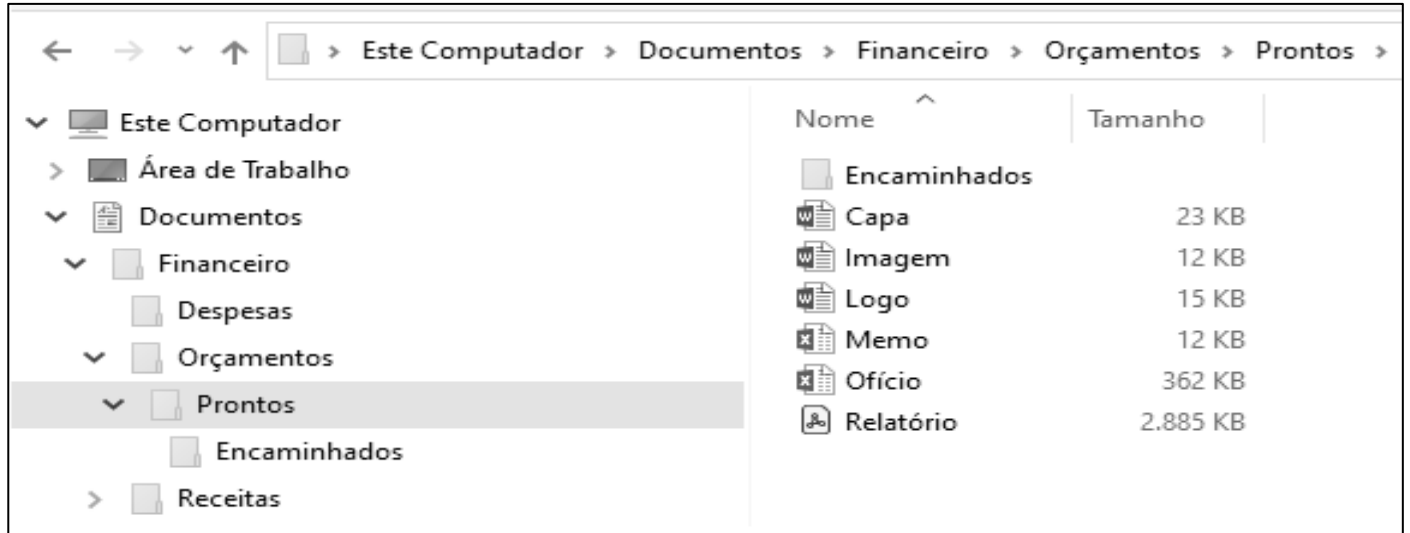 Este Computador > Documentos > Financeiro > Orçamentos > Prontos >
Este Computador
Área de Trabalho
Documentos
Financeiro
Despesas
Orçamentos
Prontos
Encaminhados
Receitas
Nome Tamanho
Encaminhados
Capa 23 KB
Imagem 12 KB
Logo 15 KB
Memo 12 KB
Ofício 362 KB
Relatório 2.885 KB